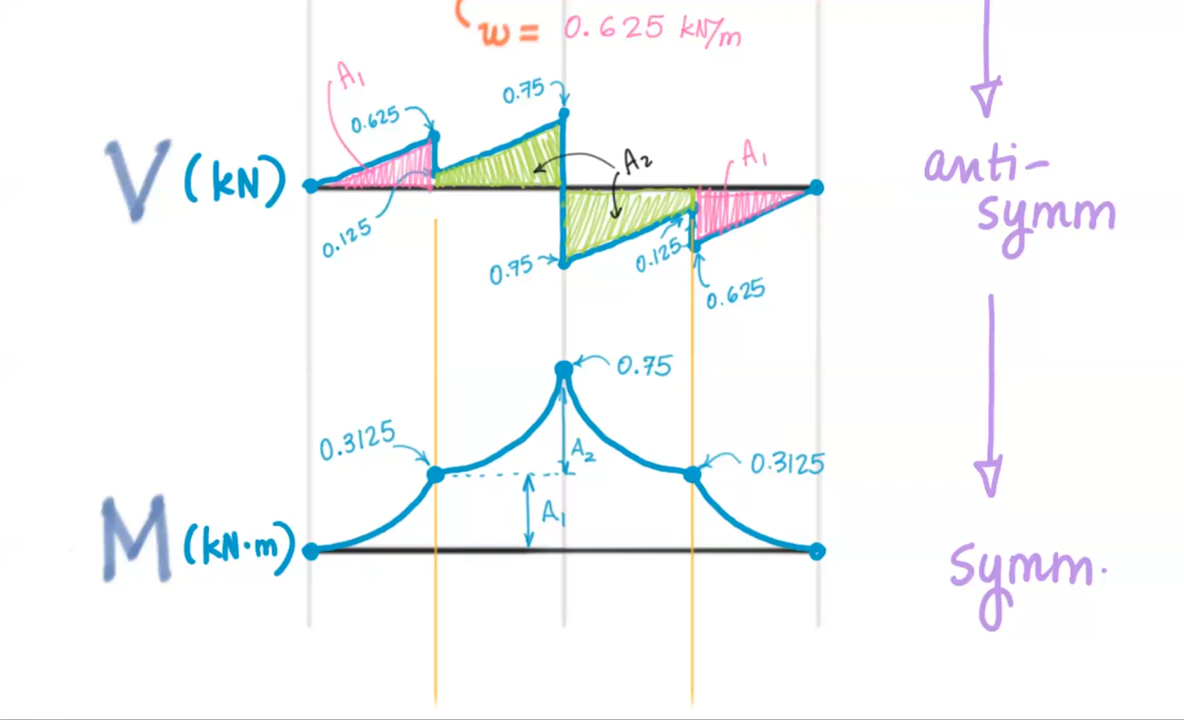 w = 0.625 kN/m
A₁
0.625
0.75
V (kN)
A₂
A₁
anti-
symm
0.125
0.75
0.125
0.625
0.75
0.3125
A₂
0.3125
M (kN·m)
A₁
symm.